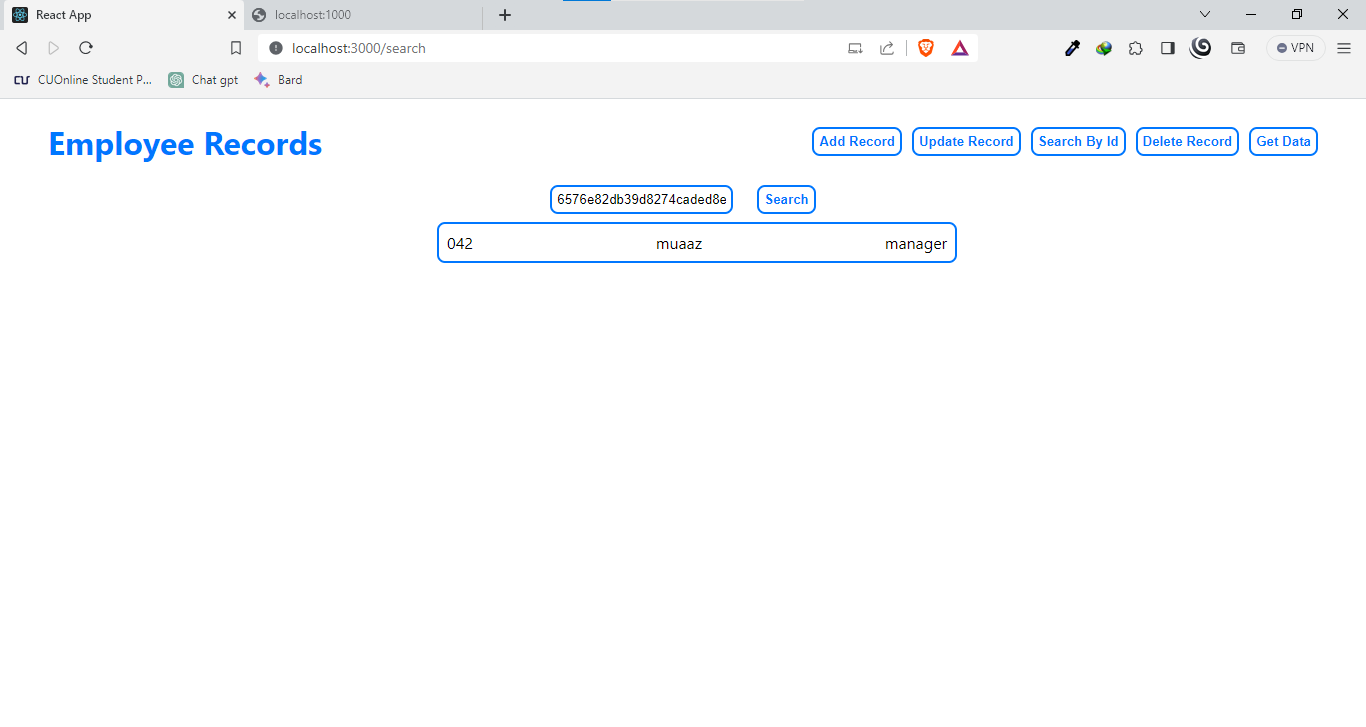 React App
localhost:1000
localhost:3000/search
VPN
CUOnline Student P...
Chat gpt
Bard
Employee Records
Add Record
Update Record
Search By Id
Delete Record
Get Data
6576e82db39d8274caded8e
Search
042 muaaz manager